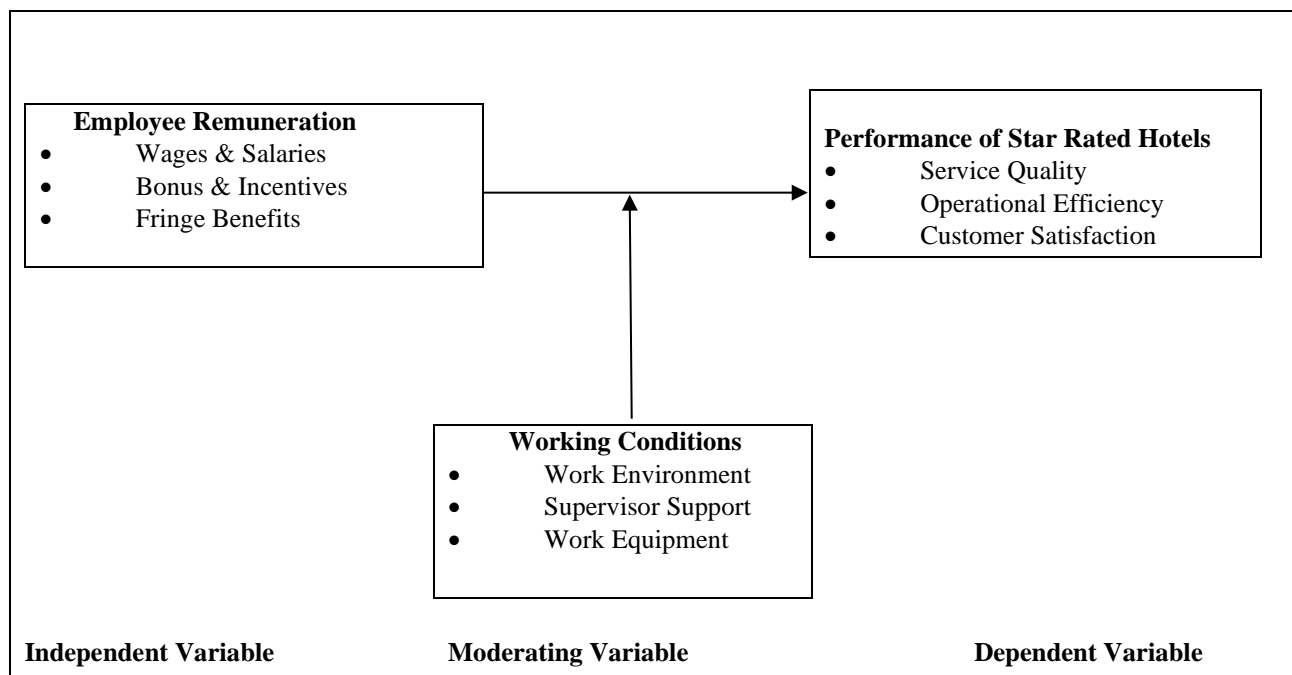 Employee Remuneration
• Wages & Salaries
• Bonus & Incentives
• Fringe Benefits
Performance of Star Rated Hotels
• Service Quality
• Operational Efficiency
• Customer Satisfaction
Working Conditions
• Work Environment
• Supervisor Support
• Work Equipment
Independent Variable
Moderating Variable
Dependent Variable